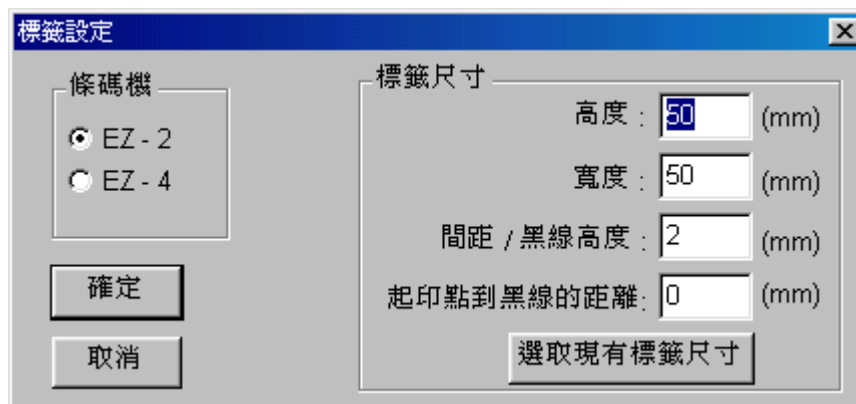 標籤設定
條碼機
EZ - 2
EZ - 4
確定
取消
標籤尺寸
高度 : 50 (mm)
寬度 : 50 (mm)
間距 / 黑線高度 : 2 (mm)
起印點到黑線的距離: 0 (mm)
選取現有標籤尺寸